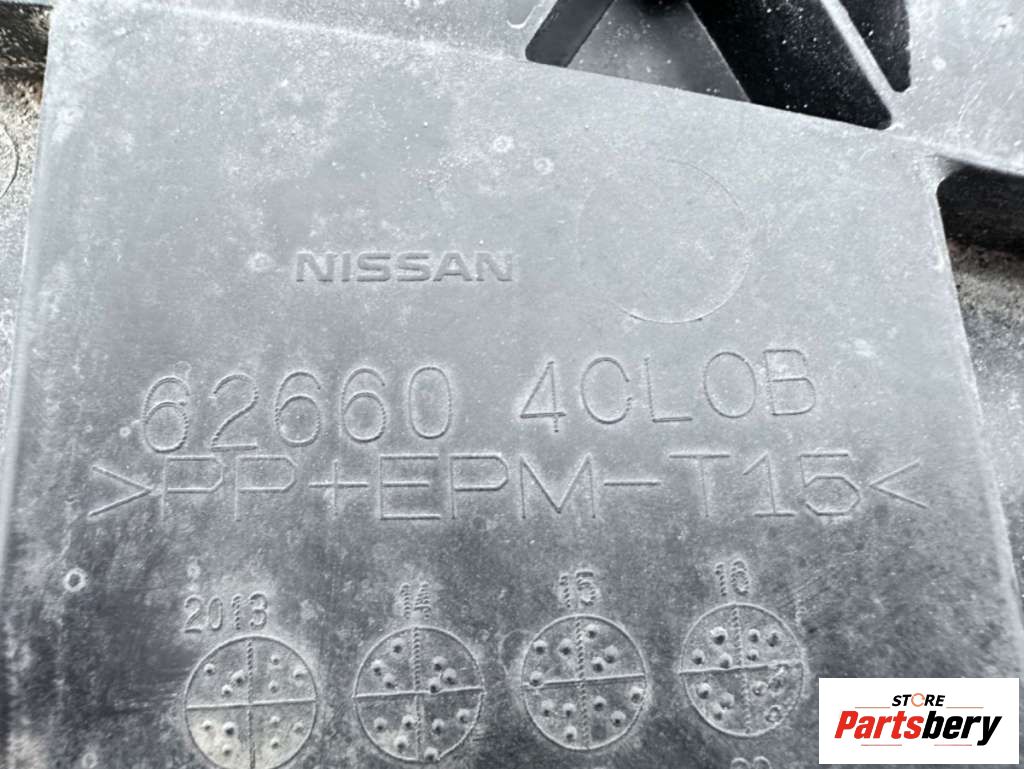 NISSAN
62660 4CL0B
>PP+EPM-T15<
2013 14 15 16
STORE
Partsbery